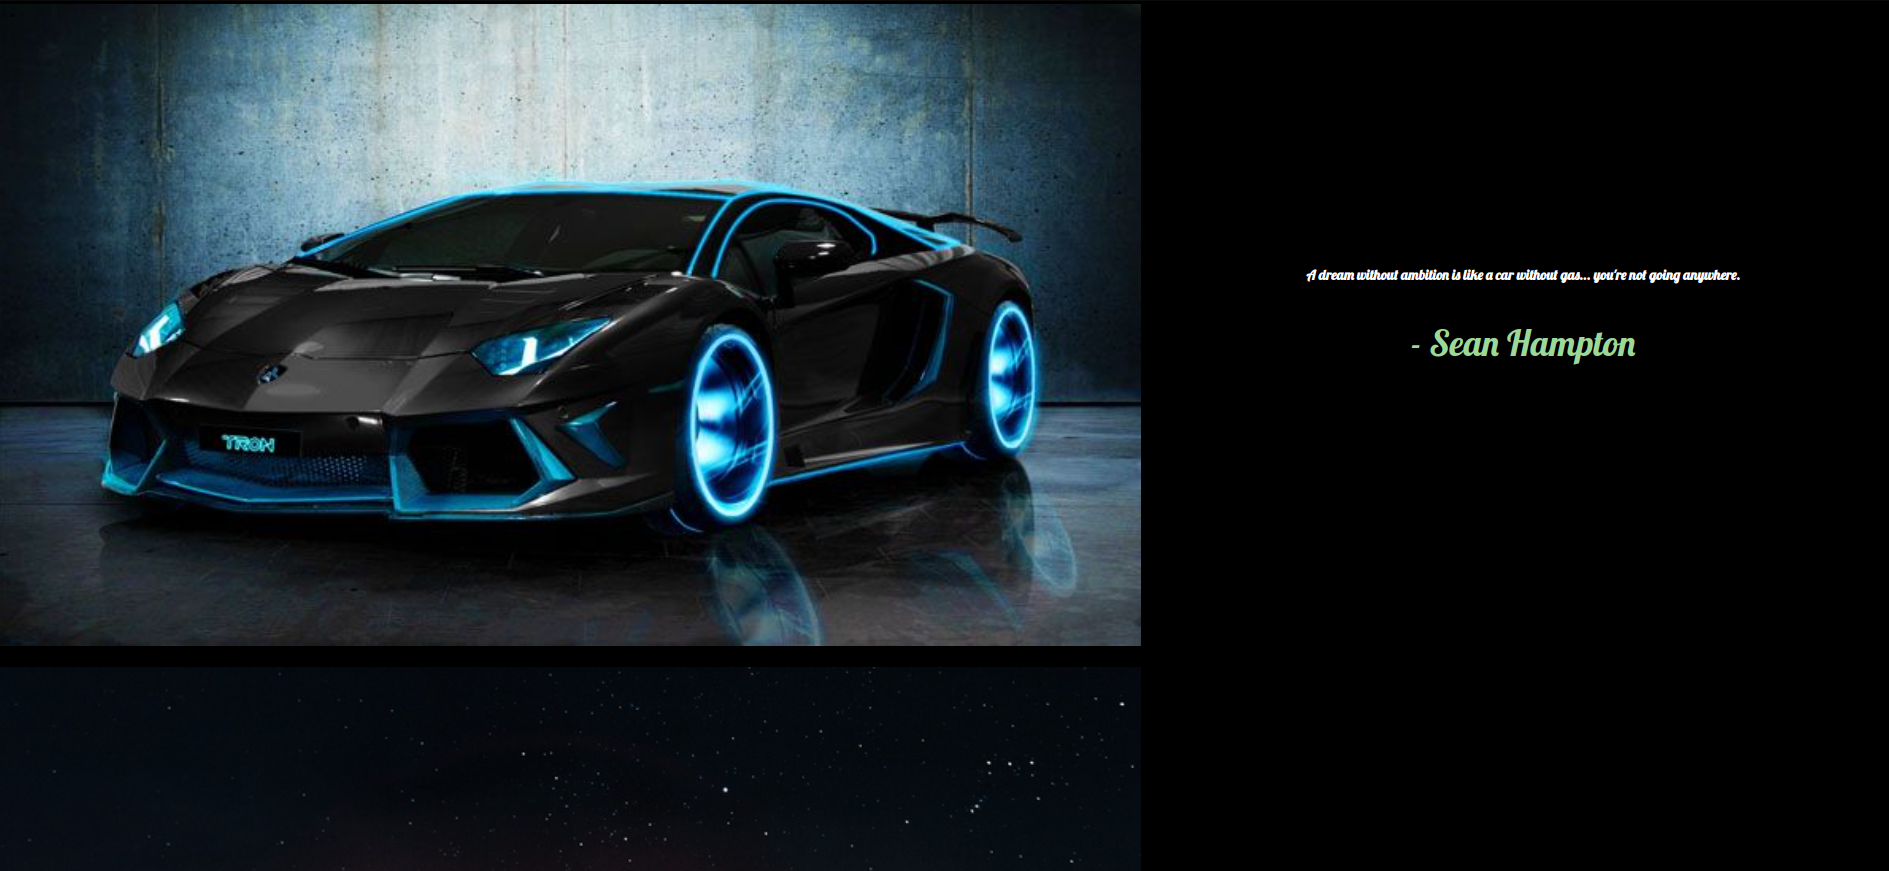 TRON
A dream without ambition is like a car without gas... you're not going anywhere.
- Sean Hampton